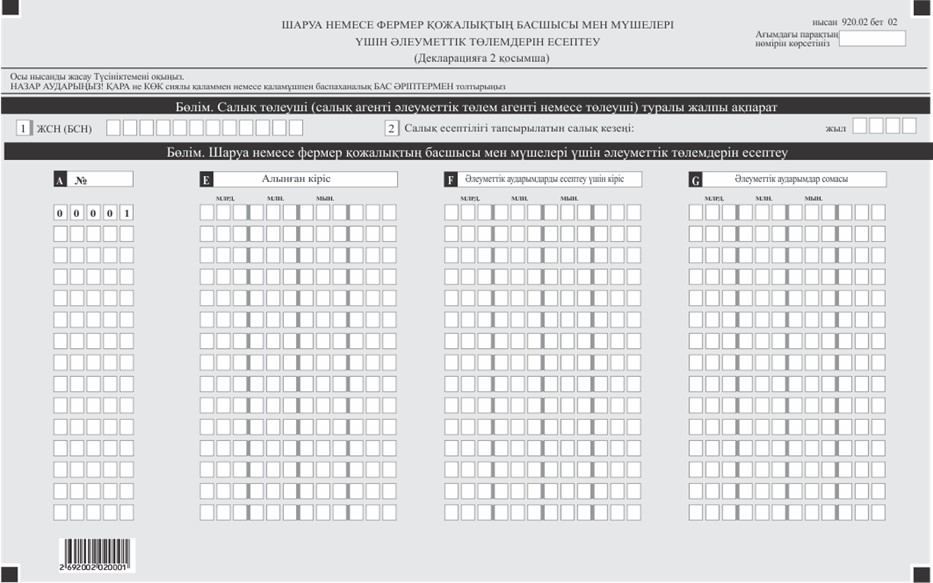 ШАРУА НЕМЕСЕ ФЕРМЕР ҚОЖАЛЫҚТЫҢ БАСШЫСЫ МЕН МҮШЕЛЕРІ
ҮШІН ӘЛЕУМЕТТІК ТӨЛЕМДЕРІН ЕСЕПТЕУ
(Декларацияға 2 қосымша)
нысан 920.02 бет 02
Ағымдағы парақтың
нөмірін көрсетіңіз
Осы нысанды жасау Түсініктемені оқыңыз.
НАЗАР АУДАРЫҢЫЗ! ҚАРА не КӨК сиялы қаламмен немесе қаламұшпен баспаханалық БАС ӘРІПТЕРМЕН толтырыңыз
Бөлім. Салық төлеуші (салық агенті әлеуметтік төлем агенті немесе төлеуші) туралы жалпы ақпарат
1 ЖСН (БСН) 2 Салық есептілігі тапсырылатын салық кезеңі: жыл
Бөлім. Шаруа немесе фермер қожалықтың басшысы мен мүшелері үшін әлеуметтік төлемдерін есептеу
A № E Алынған кіріс F Әлеуметтік аударымдарды есептеу үшін кіріс G Әлеуметтік аударымдар сомасы
млрд. млн. мың. млрд. млн. мың. млрд. млн. мың.
0 0 0 0 1
2 692002 020001